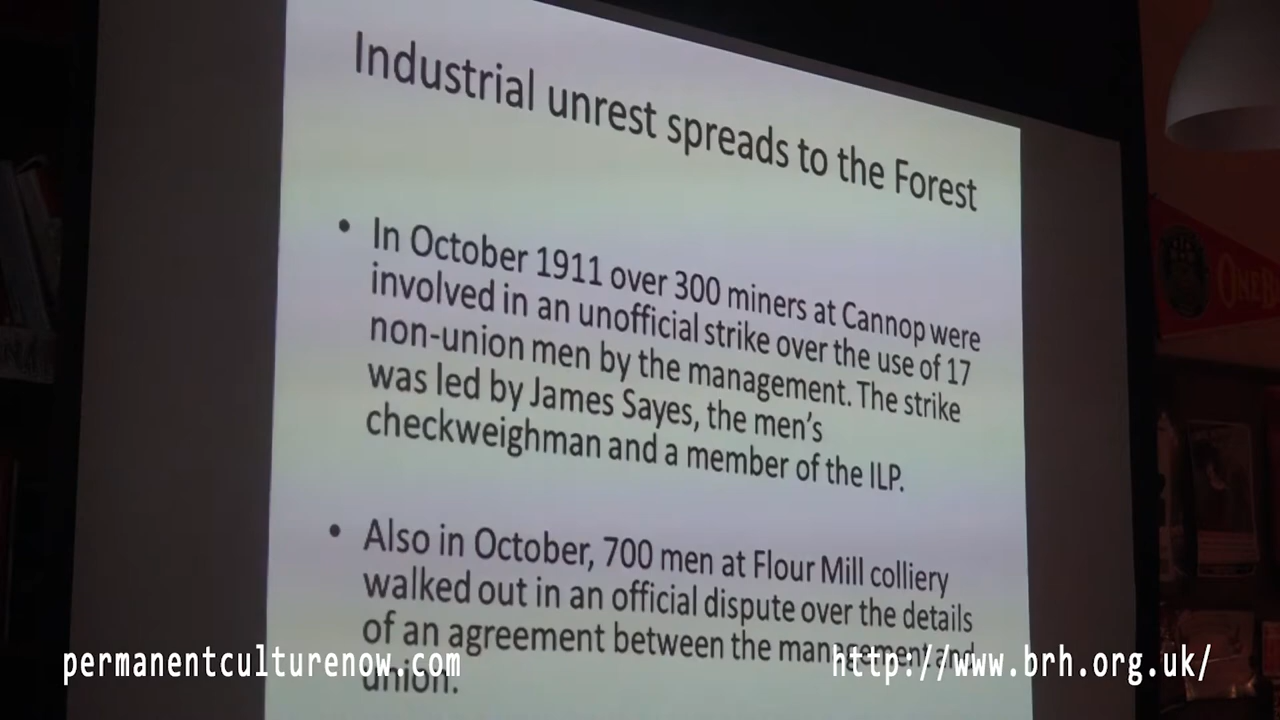 Industrial unrest spreads to the Forest
• In October 1911 over 300 miners at Cannop were
involved in an unofficial strike over the use of 17
non-union men by the management. The strike
was led by James Sayes, the men's
checkweighman and a member of the ILP.
• Also in October, 700 men at Flour Mill colliery
walked out in an official dispute over the details
of an agreement between the management and
union.
permanentculturenow.com
http://www.brh.org.uk/